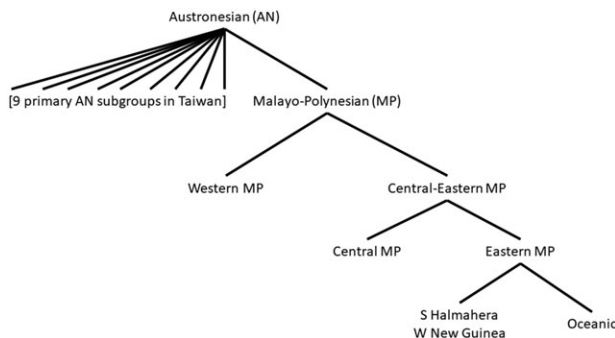 Austronesian (AN)
[9 primary AN subgroups in Taiwan]
Malayo-Polynesian (MP)
Western MP
Central-Eastern MP
Central MP
Eastern MP
S Halmahera
W New Guinea
Oceanic